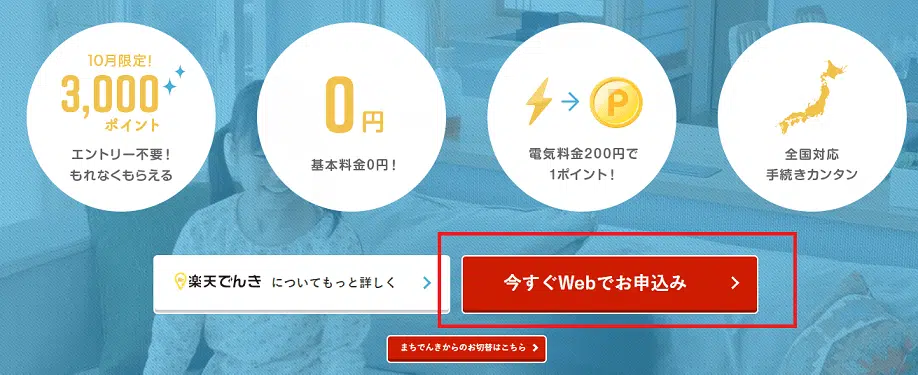 10月限定!
3,000
ポイント
エントリー不要!
もれなくもらえる
0円
基本料金0円!
P
電気料金200円で
1ポイント!
全国対応
手続きカンタン
楽天でんき についてもっと詳しく
今すぐWebでお申込み
まちでんきからのお切替はこちら